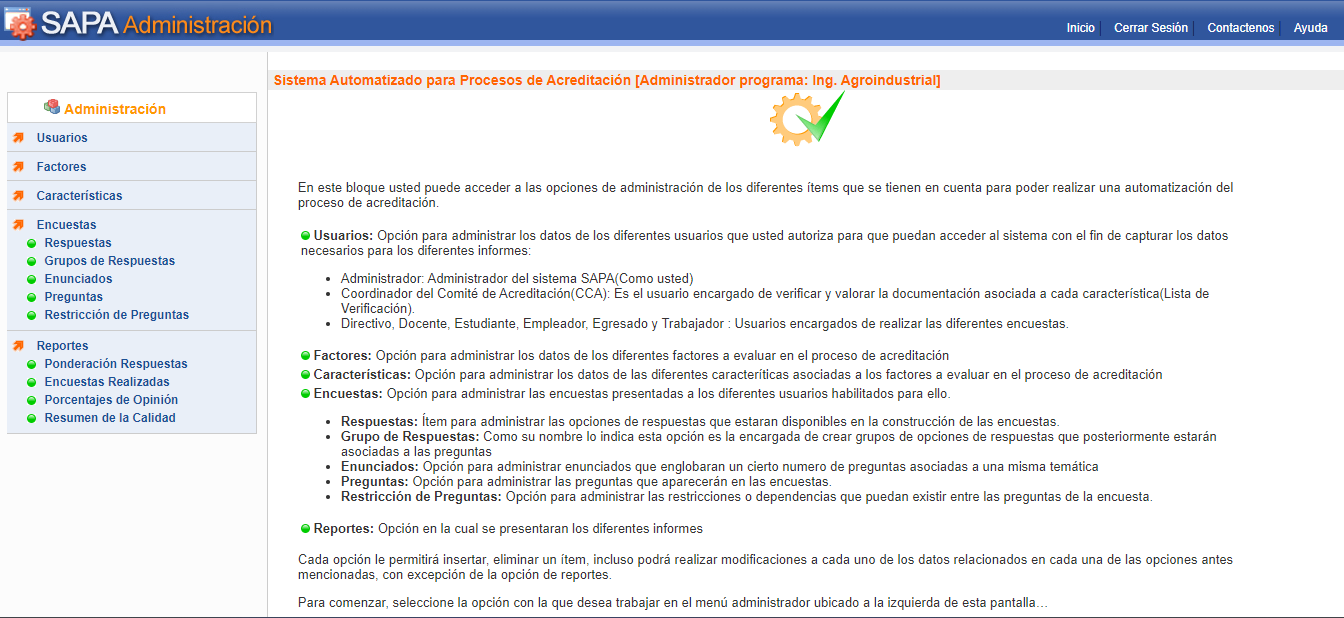 SAPA Administración
Inicio Cerrar Sesión Contactenos Ayuda
Sistema Automatizado para Procesos de Acreditación [Administrador programa: Ing. Agroindustrial]
Administración
Usuarios
Factores
Características
Encuestas
Respuestas
Grupos de Respuestas
Enunciados
Preguntas
Restricción de Preguntas
Reportes
Ponderación Respuestas
Encuestas Realizadas
Porcentajes de Opinión
Resumen de la Calidad
En este bloque usted puede acceder a las opciones de administración de los diferentes ítems que se tienen en cuenta para poder realizar una automatización del
proceso de acreditación.
Usuarios: Opción para administrar los datos de los diferentes usuarios que usted autoriza para que puedan acceder al sistema con el fin de capturar los datos
necesarios para los diferentes informes:
• Administrador: Administrador del sistema SAPA(Como usted)
• Coordinador del Comité de Acreditación(CCA): Es el usuario encargado de verificar y valorar la documentación asociada a cada característica(Lista de
Verificación).
• Directivo, Docente, Estudiante, Empleador, Egresado y Trabajador : Usuarios encargados de realizar las diferentes encuestas.
Factores: Opción para administrar los datos de los diferentes factores a evaluar en el proceso de acreditación
Características: Opción para administrar los datos de las diferentes caracteríticas asociadas a los factores a evaluar en el proceso de acreditación
Encuestas: Opción para administrar las encuestas presentadas a los diferentes usuarios habilitados para ello.
• Respuestas: Ítem para administrar las opciones de respuestas que estaran disponibles en la construcción de las encuestas.
• Grupo de Respuestas: Como su nombre lo indica esta opción es la encargada de crear grupos de opciones de respuestas que posteriormente estarán
asociadas a las preguntas
• Enunciados: Opción para administrar enunciados que englobaran un cierto numero de preguntas asociadas a una misma temática
• Preguntas: Opción para administrar las preguntas que aparecerán en las encuestas.
• Restricción de Preguntas: Opción para administrar las restricciones o dependencias que puedan existir entre las preguntas de la encuesta.
Reportes: Opción en la cual se presentaran los diferentes informes
Cada opción le permitirá insertar, eliminar un ítem, incluso podrá realizar modificaciones a cada uno de los datos relacionados en cada una de las opciones antes
mencionadas, con excepción de la opción de reportes.
Para comenzar, seleccione la opción con la que desea trabajar en el menú administrador ubicado a la izquierda de esta pantalla…